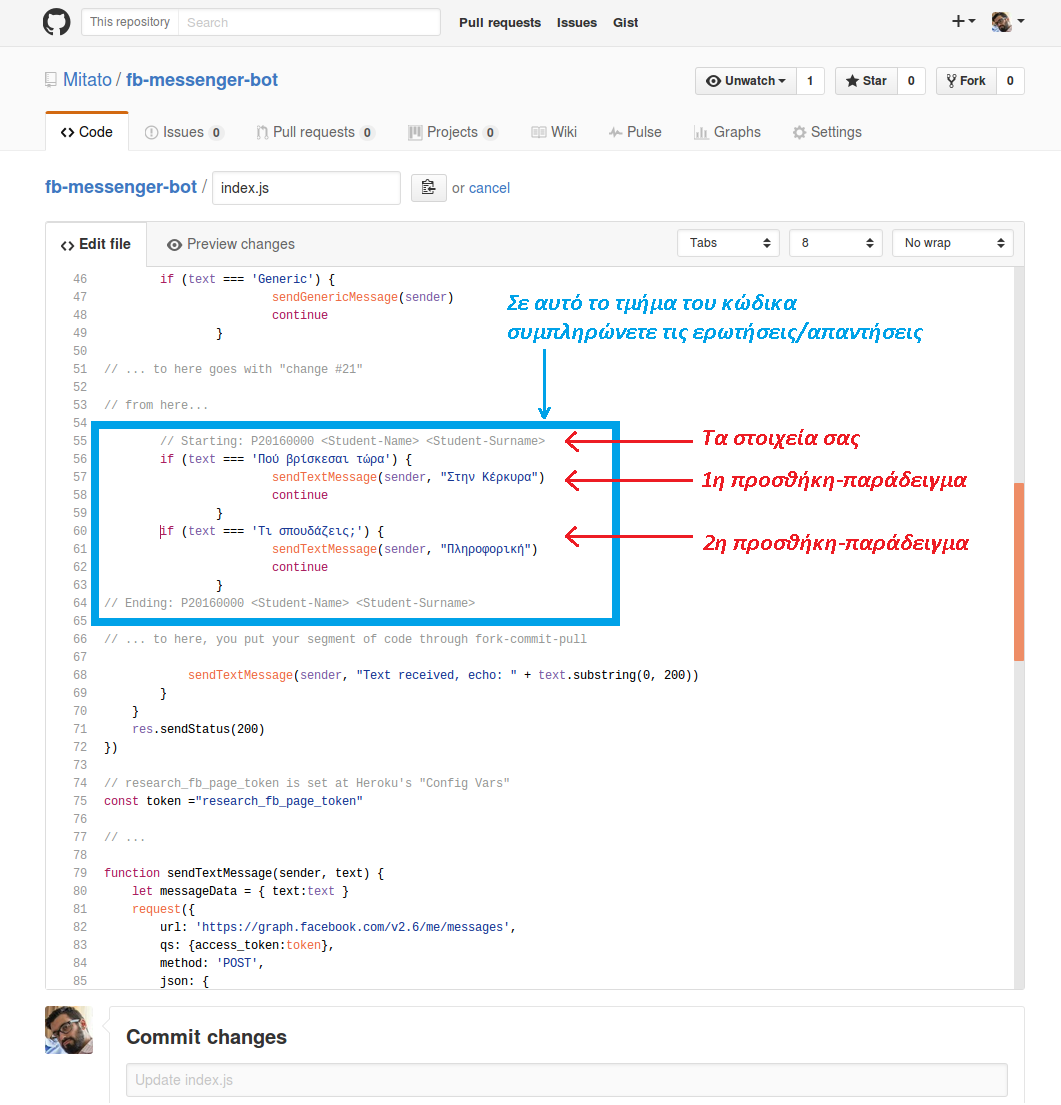 This repository Search Pull requests Issues Gist
Mitato / fb-messenger-bot Unwatch 1 Star 0 Fork 0
Code Issues 0 Pull requests 0 Projects 0 Wiki Pulse Graphs Settings
fb-messenger-bot / index.js or cancel
Edit file Preview changes Tabs 8 No wrap
46 if (text === 'Generic') {
47 sendGenericMessage(sender)
48 continue
49 }
50
51 // ... to here goes with "change #21"
52
53 // from here...
54
55 // Starting: P20160000 <Student-Name> <Student-Surname>
56 if (text === 'Πού βρίσκεσαι τώρα') {
57 sendTextMessage(sender, "Στην Κέρκυρα")
58 continue
59 }
60 if (text === 'Τι σπουδάζεις;') {
61 sendTextMessage(sender, "Πληροφορική")
62 continue
63 }
64 // Ending: P20160000 <Student-Name> <Student-Surname>
65
66 // ... to here, you put your segment of code through fork-commit-pull
67
68 sendTextMessage(sender, "Text received, echo: " + text.substring(0, 200))
69 }
70 }
71 res.sendStatus(200)
72 })
73
74 // research_fb_page_token is set at Heroku's "Config Vars"
75 const token ="research_fb_page_token"
76
77 // ...
78
79 function sendTextMessage(sender, text) {
80 let messageData = { text:text }
81 request({
82 url: 'https://graph.facebook.com/v2.6/me/messages',
83 qs: {access_token:token},
84 method: 'POST',
85 json: {
Σε αυτό το τμήμα του κώδικα
συμπληρώνετε τις ερωτήσεις/απαντήσεις
Τα στοιχεία σας
1η προσθήκη-παράδειγμα
2η προσθήκη-παράδειγμα
Commit changes
Update index.js